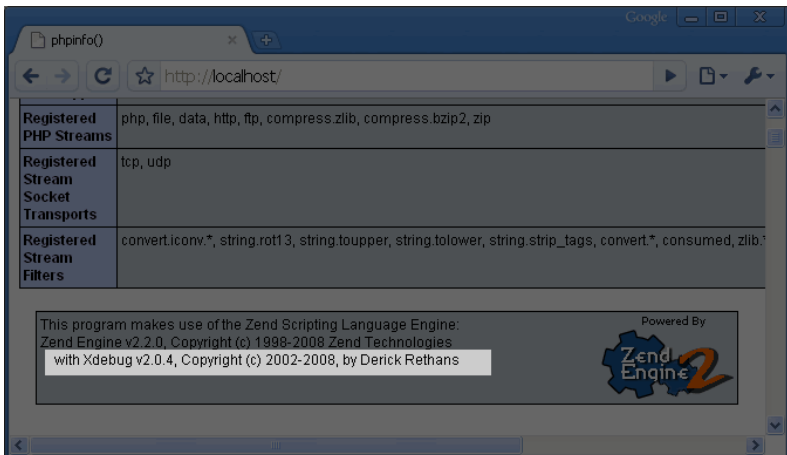 Google
phpinfo()
http://localhost/
Registered PHP Streams
php, file, data, http, ftp, compress.zlib, compress.bzip2, zip
Registered Stream Socket Transports
tcp, udp
Registered Stream Filters
convert.iconv.*, string.rot13, string.toupper, string.tolower, string.strip_tags, convert.*, consumed, zlib.*
This program makes use of the Zend Scripting Language Engine:
Zend Engine v2.2.0, Copyright (c) 1998-2008 Zend Technologies
with Xdebug v2.0.4, Copyright (c) 2002-2008, by Derick Rethans
Powered By
Zend
Engine 2